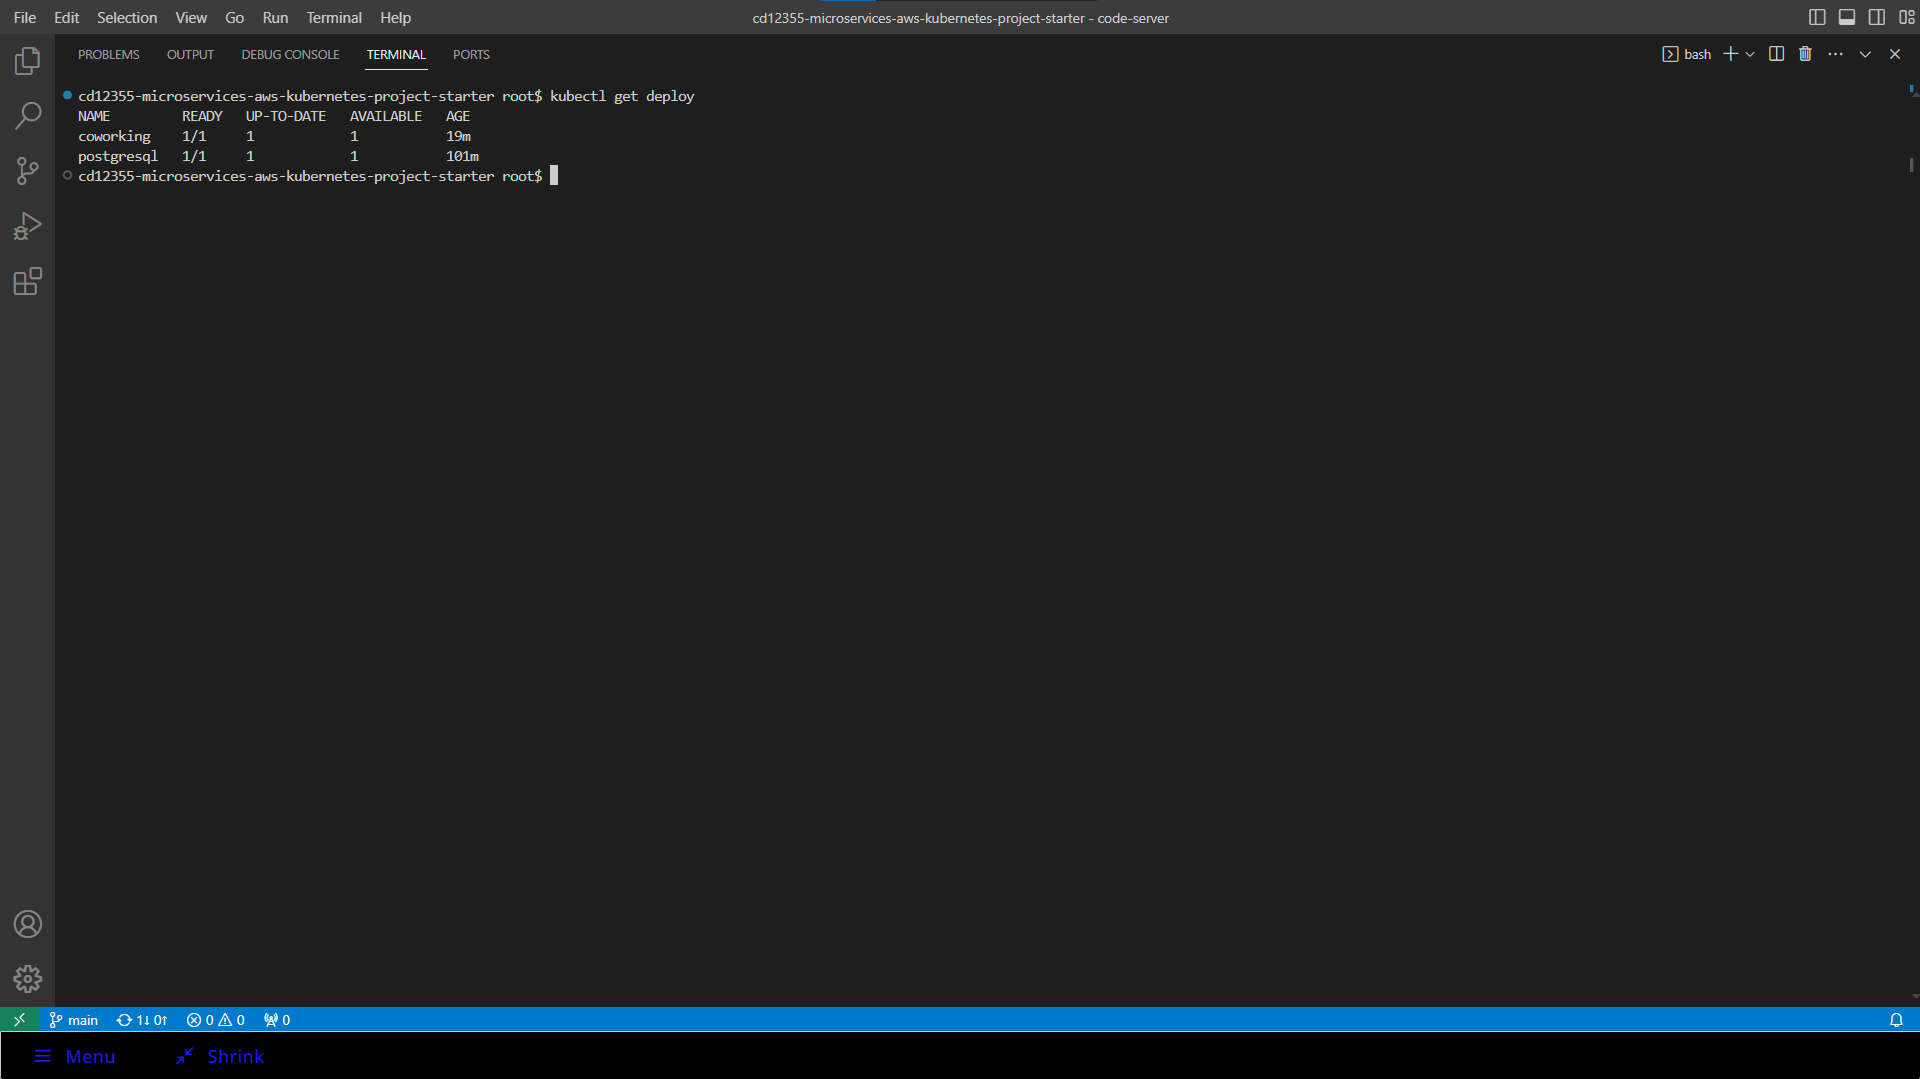 File Edit Selection View Go Run Terminal Help
cd12355-microservices-aws-kubernetes-project-starter - code-server
PROBLEMS OUTPUT DEBUG CONSOLE TERMINAL PORTS
bash
cd12355-microservices-aws-kubernetes-project-starter root$ kubectl get deploy
NAME READY UP-TO-DATE AVAILABLE AGE
coworking 1/1 1 1 19m
postgresql 1/1 1 1 101m
cd12355-microservices-aws-kubernetes-project-starter root$
main 1↓ 0↑ 0 0 0
Menu Shrink